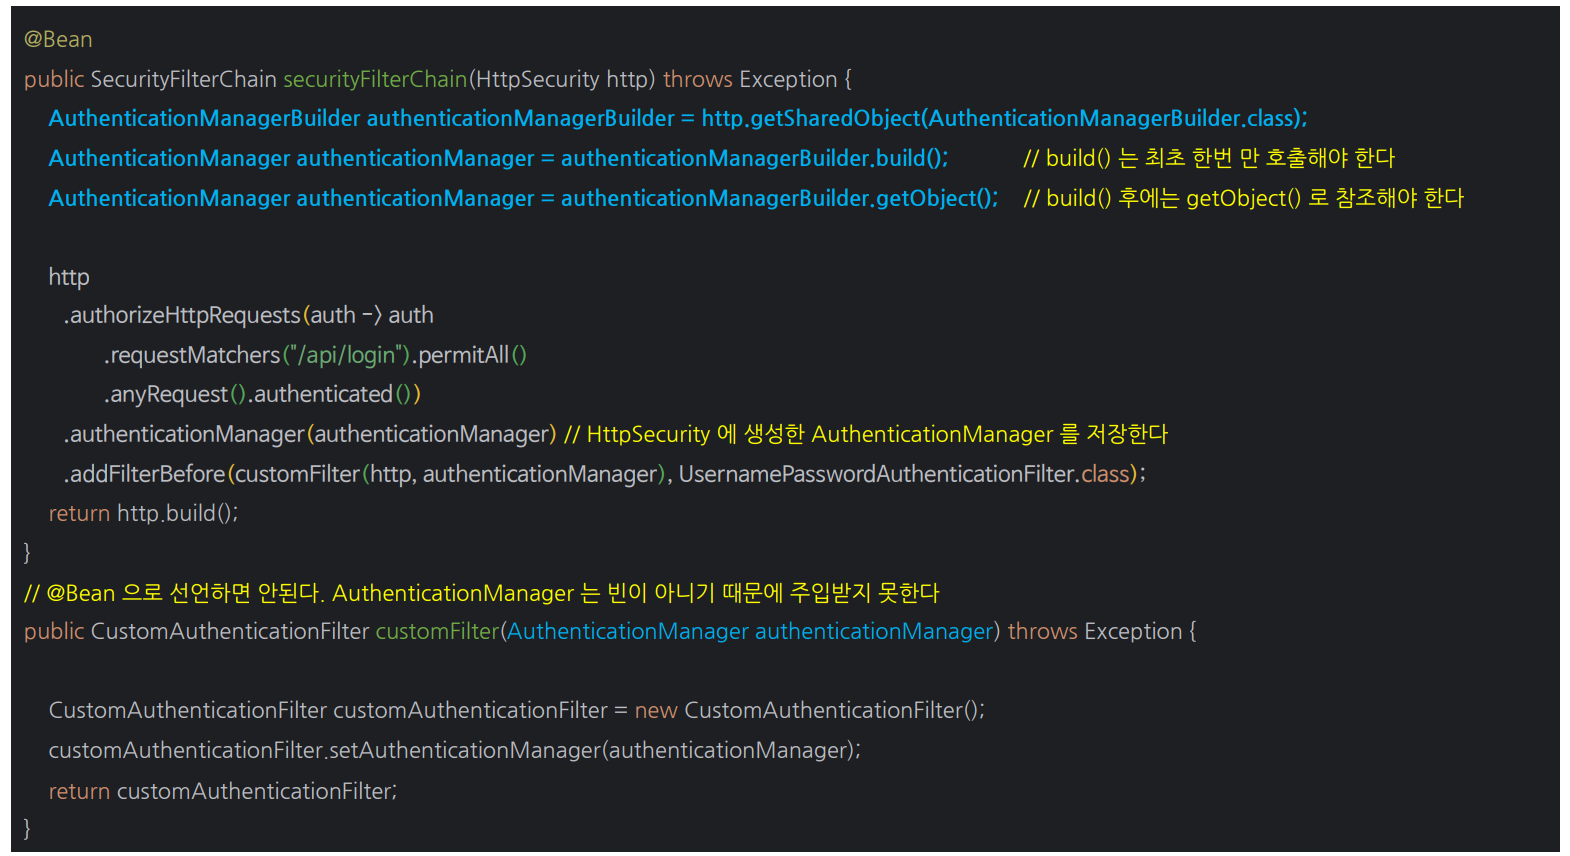 @Bean
public SecurityFilterChain securityFilterChain(HttpSecurity http) throws Exception {
AuthenticationManagerBuilder authenticationManagerBuilder = http.getSharedObject(AuthenticationManagerBuilder.class);
AuthenticationManager authenticationManager = authenticationManagerBuilder.build(); // build() 는 최초 한번 만 호출해야 한다
AuthenticationManager authenticationManager = authenticationManagerBuilder.getObject(); // build() 후에는 getObject() 로 참조해야 한다
http
.authorizeHttpRequests(auth -> auth
.requestMatchers("/api/login").permitAll()
.anyRequest().authenticated())
.authenticationManager(authenticationManager) // HttpSecurity 에 생성한 AuthenticationManager 를 저장한다
.addFilterBefore(customFilter(http, authenticationManager), UsernamePasswordAuthenticationFilter.class);
return http.build();
}
// @Bean 으로 선언하면 안된다. AuthenticationManager 는 빈이 아니기 때문에 주입받지 못한다
public CustomAuthenticationFilter customFilter(AuthenticationManager authenticationManager) throws Exception {
CustomAuthenticationFilter customAuthenticationFilter = new CustomAuthenticationFilter();
customAuthenticationFilter.setAuthenticationManager(authenticationManager);
return customAuthenticationFilter;
}